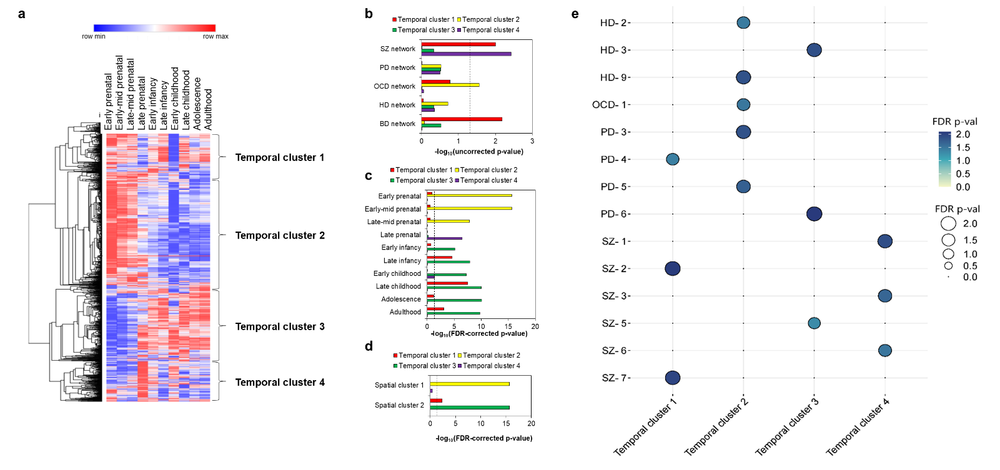 a
row min
row max
Early prenatal
Early-mid prenatal
Late-mid prenatal
Late prenatal
Early infancy
Late infancy
Early childhood
Late childhood
Adolescence
Adulthood
Temporal cluster 1
Temporal cluster 2
Temporal cluster 3
Temporal cluster 4
b
Temporal cluster 1 Temporal cluster 2
Temporal cluster 3 Temporal cluster 4
SZ network
PD network
OCD network
HD network
BD network
0 1 2 3
-log10(uncorrected p-value)
c
Temporal cluster 1 Temporal cluster 2
Temporal cluster 3 Temporal cluster 4
Early prenatal
Early-mid prenatal
Late-mid prenatal
Late prenatal
Early infancy
Late infancy
Early childhood
Late childhood
Adolescence
Adulthood
0 5 10 15 20
-log10(FDR-corrected p-value)
d
Temporal cluster 1 Temporal cluster 2
Temporal cluster 3 Temporal cluster 4
Spatial cluster 1
Spatial cluster 2
0 5 10 15 20
-log10(FDR-corrected p-value)
e
HD- 2
HD- 3
HD- 9
OCD- 1
PD- 3
PD- 4
PD- 5
PD- 6
SZ- 1
SZ- 2
SZ- 3
SZ- 5
SZ- 6
SZ- 7
Temporal cluster 1
Temporal cluster 2
Temporal cluster 3
Temporal cluster 4
FDR p-val
2.0
1.5
1.0
0.5
0.0
FDR p-val
2.0
1.5
1.0
0.5
0.0